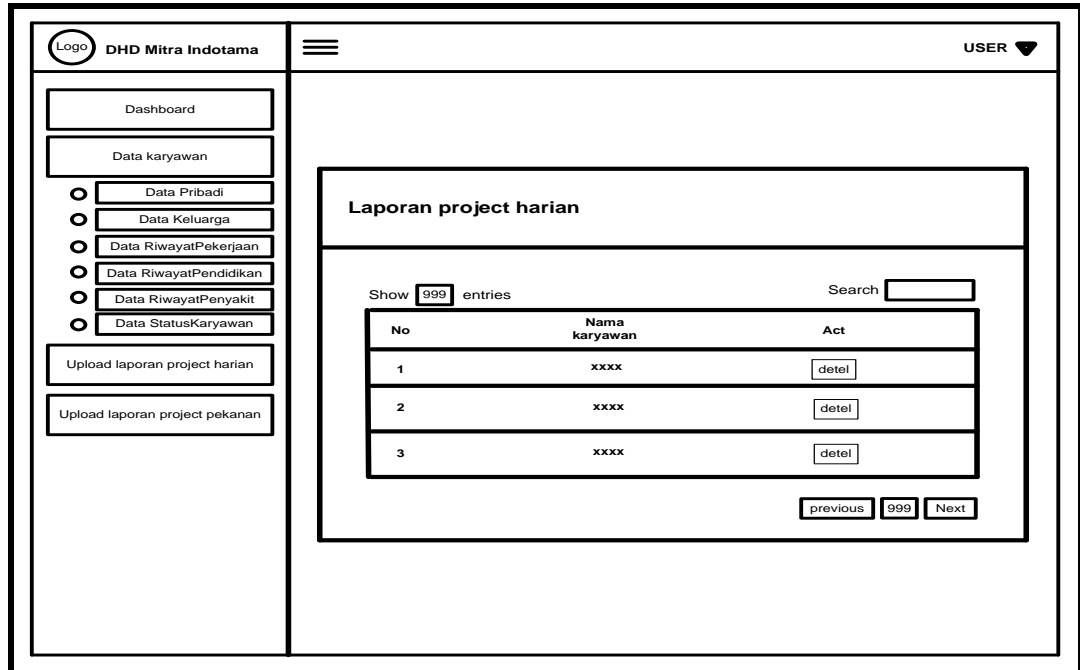 Logo DHD Mitra Indotama
USER
Dashboard
Data karyawan
Data Pribadi
Data Keluarga
Data RiwayatPekerjaan
Data RiwayatPendidikan
Data RiwayatPenyakit
Data StatusKaryawan
Upload laporan project harian
Upload laporan project pekanan
Laporan project harian
Show 999 entries Search
No Nama karyawan Act
1 xxxx detel
2 xxxx detel
3 xxxx detel
previous 999 Next